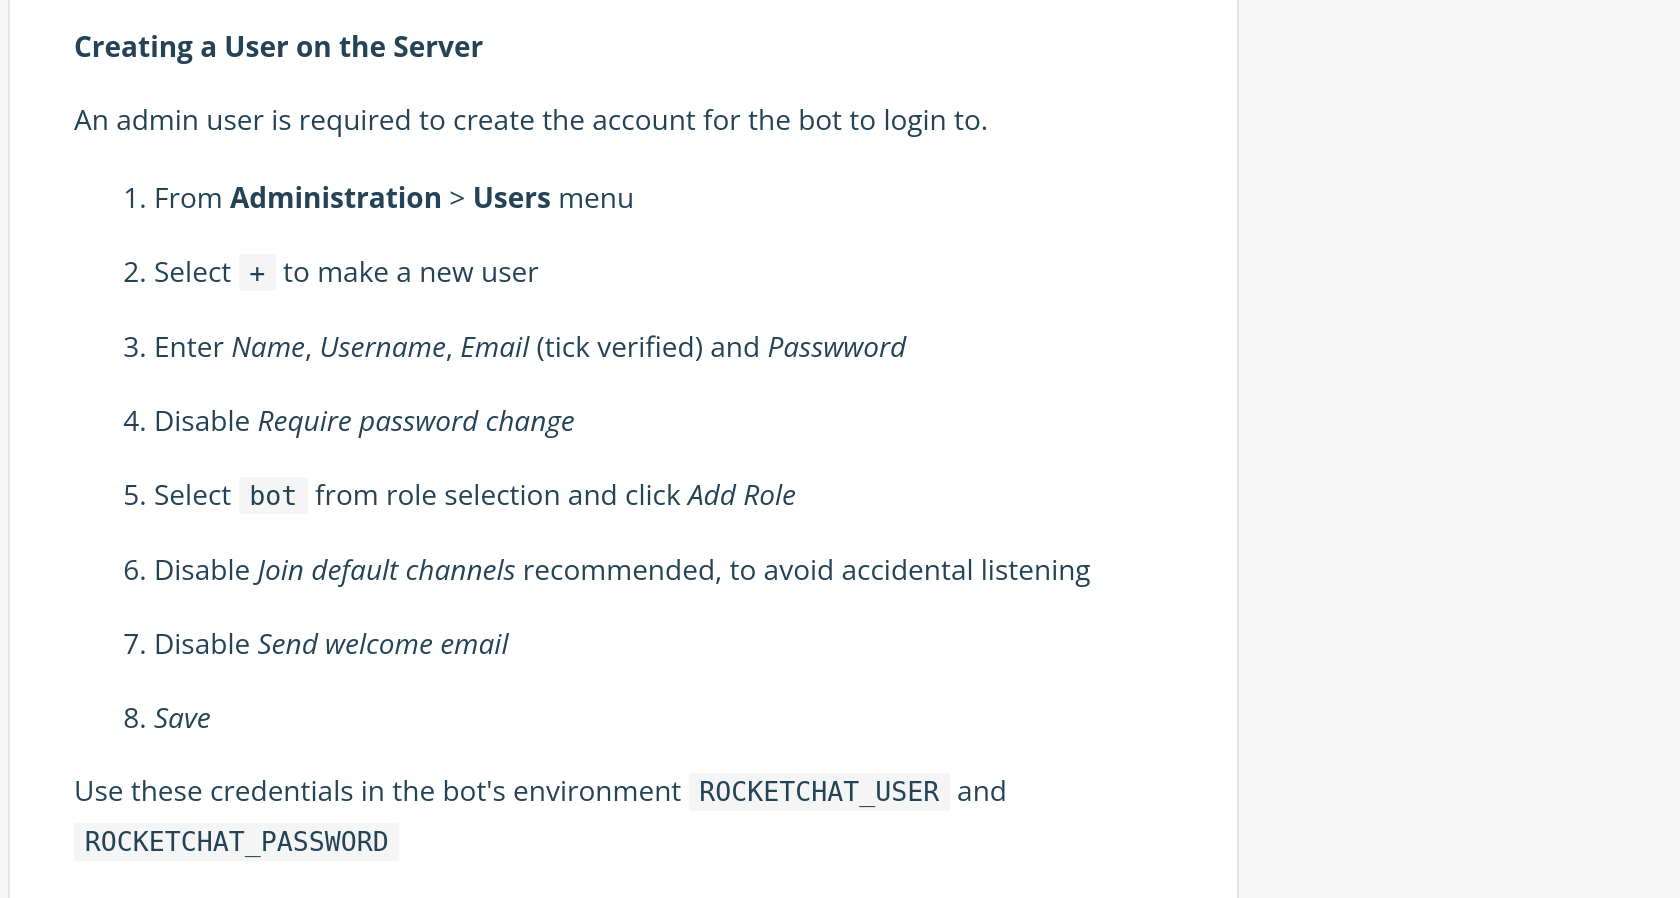 Creating a User on the Server
An admin user is required to create the account for the bot to login to.
1. From Administration > Users menu
2. Select + to make a new user
3. Enter Name, Username, Email (tick verified) and Passwword
4. Disable Require password change
5. Select bot from role selection and click Add Role
6. Disable Join default channels recommended, to avoid accidental listening
7. Disable Send welcome email
8. Save
Use these credentials in the bot's environment ROCKETCHAT_USER and
ROCKETCHAT_PASSWORD